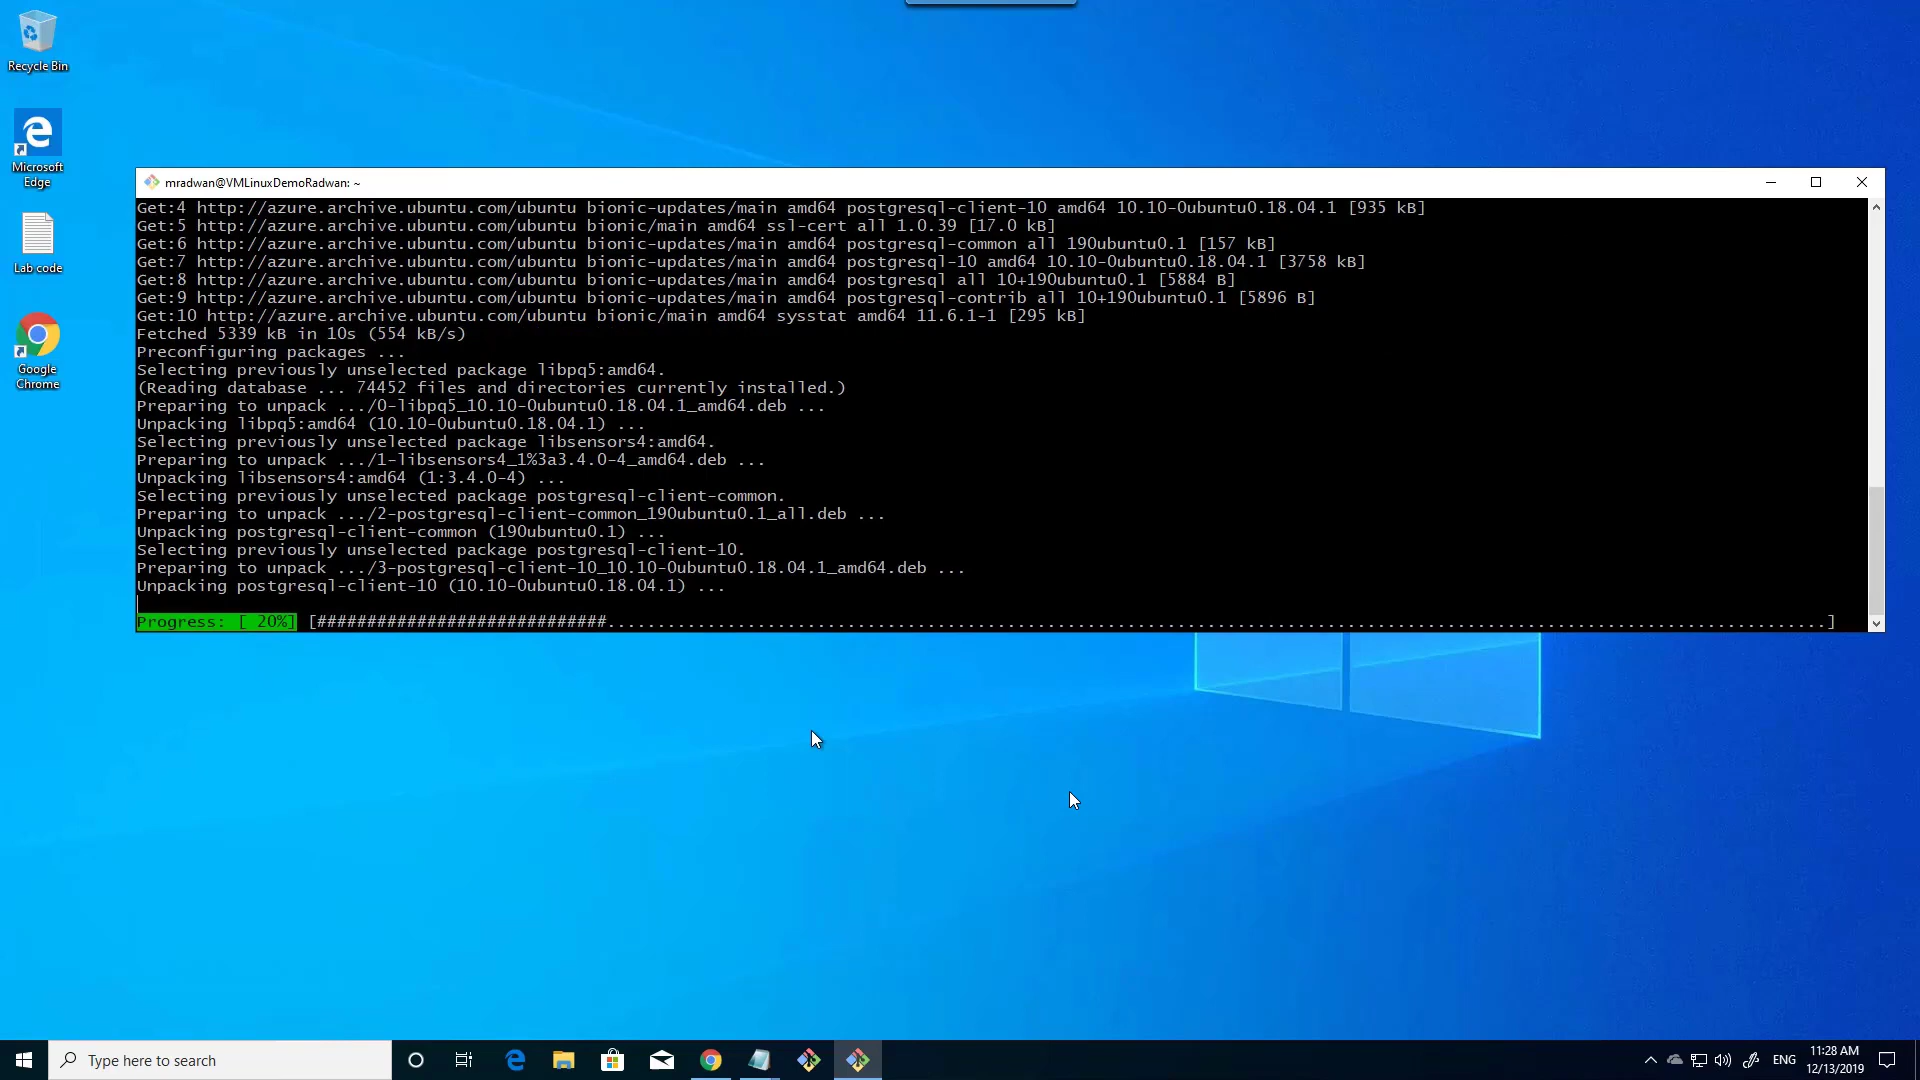 Recycle Bin
Microsoft
Edge
Lab code
Google
Chrome
mradwan@VMLinuxDemoRadwan: ~
Get:4 http://azure.archive.ubuntu.com/ubuntu bionic-updates/main amd64 postgresql-client-10 amd64 10.10-0ubuntu0.18.04.1 [935 kB]
Get:5 http://azure.archive.ubuntu.com/ubuntu bionic/main amd64 ssl-cert all 1.0.39 [17.0 kB]
Get:6 http://azure.archive.ubuntu.com/ubuntu bionic-updates/main amd64 postgresql-common all 190ubuntu0.1 [157 kB]
Get:7 http://azure.archive.ubuntu.com/ubuntu bionic-updates/main amd64 postgresql-10 amd64 10.10-0ubuntu0.18.04.1 [3758 kB]
Get:8 http://azure.archive.ubuntu.com/ubuntu bionic-updates/main amd64 postgresql all 10+190ubuntu0.1 [5884 B]
Get:9 http://azure.archive.ubuntu.com/ubuntu bionic-updates/main amd64 postgresql-contrib all 10+190ubuntu0.1 [5896 B]
Get:10 http://azure.archive.ubuntu.com/ubuntu bionic/main amd64 sysstat amd64 11.6.1-1 [295 kB]
Fetched 5339 kB in 10s (554 kB/s)
Preconfiguring packages ...
Selecting previously unselected package libpq5:amd64.
(Reading database ... 74452 files and directories currently installed.)
Preparing to unpack .../0-libpq5_10.10-0ubuntu0.18.04.1_amd64.deb ...
Unpacking libpq5:amd64 (10.10-0ubuntu0.18.04.1) ...
Selecting previously unselected package libsensors4:amd64.
Preparing to unpack .../1-libsensors4_1%3a3.4.0-4_amd64.deb ...
Unpacking libsensors4:amd64 (1:3.4.0-4) ...
Selecting previously unselected package postgresql-client-common.
Preparing to unpack .../2-postgresql-client-common_190ubuntu0.1_all.deb ...
Unpacking postgresql-client-common (190ubuntu0.1) ...
Selecting previously unselected package postgresql-client-10.
Preparing to unpack .../3-postgresql-client-10_10.10-0ubuntu0.18.04.1_amd64.deb ...
Unpacking postgresql-client-10 (10.10-0ubuntu0.18.04.1) ...
Progress: [ 20%] [#############################..........................................................................................................................]
Type here to search
ENG
11:28 AM
12/13/2019